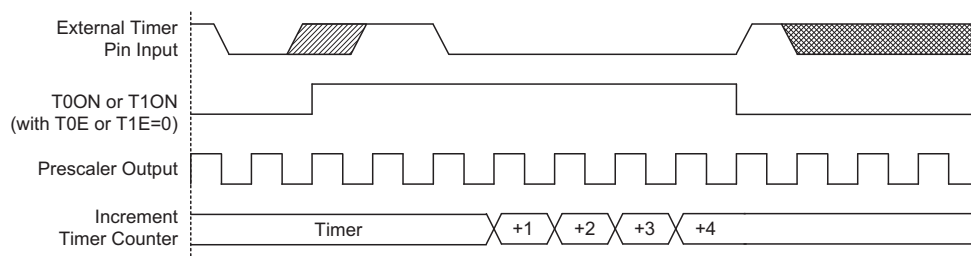 External Timer
Pin Input
T0ON or T1ON
(with T0E or T1E=0)
Prescaler Output
Increment
Timer Counter
Timer
+1
+2
+3
+4